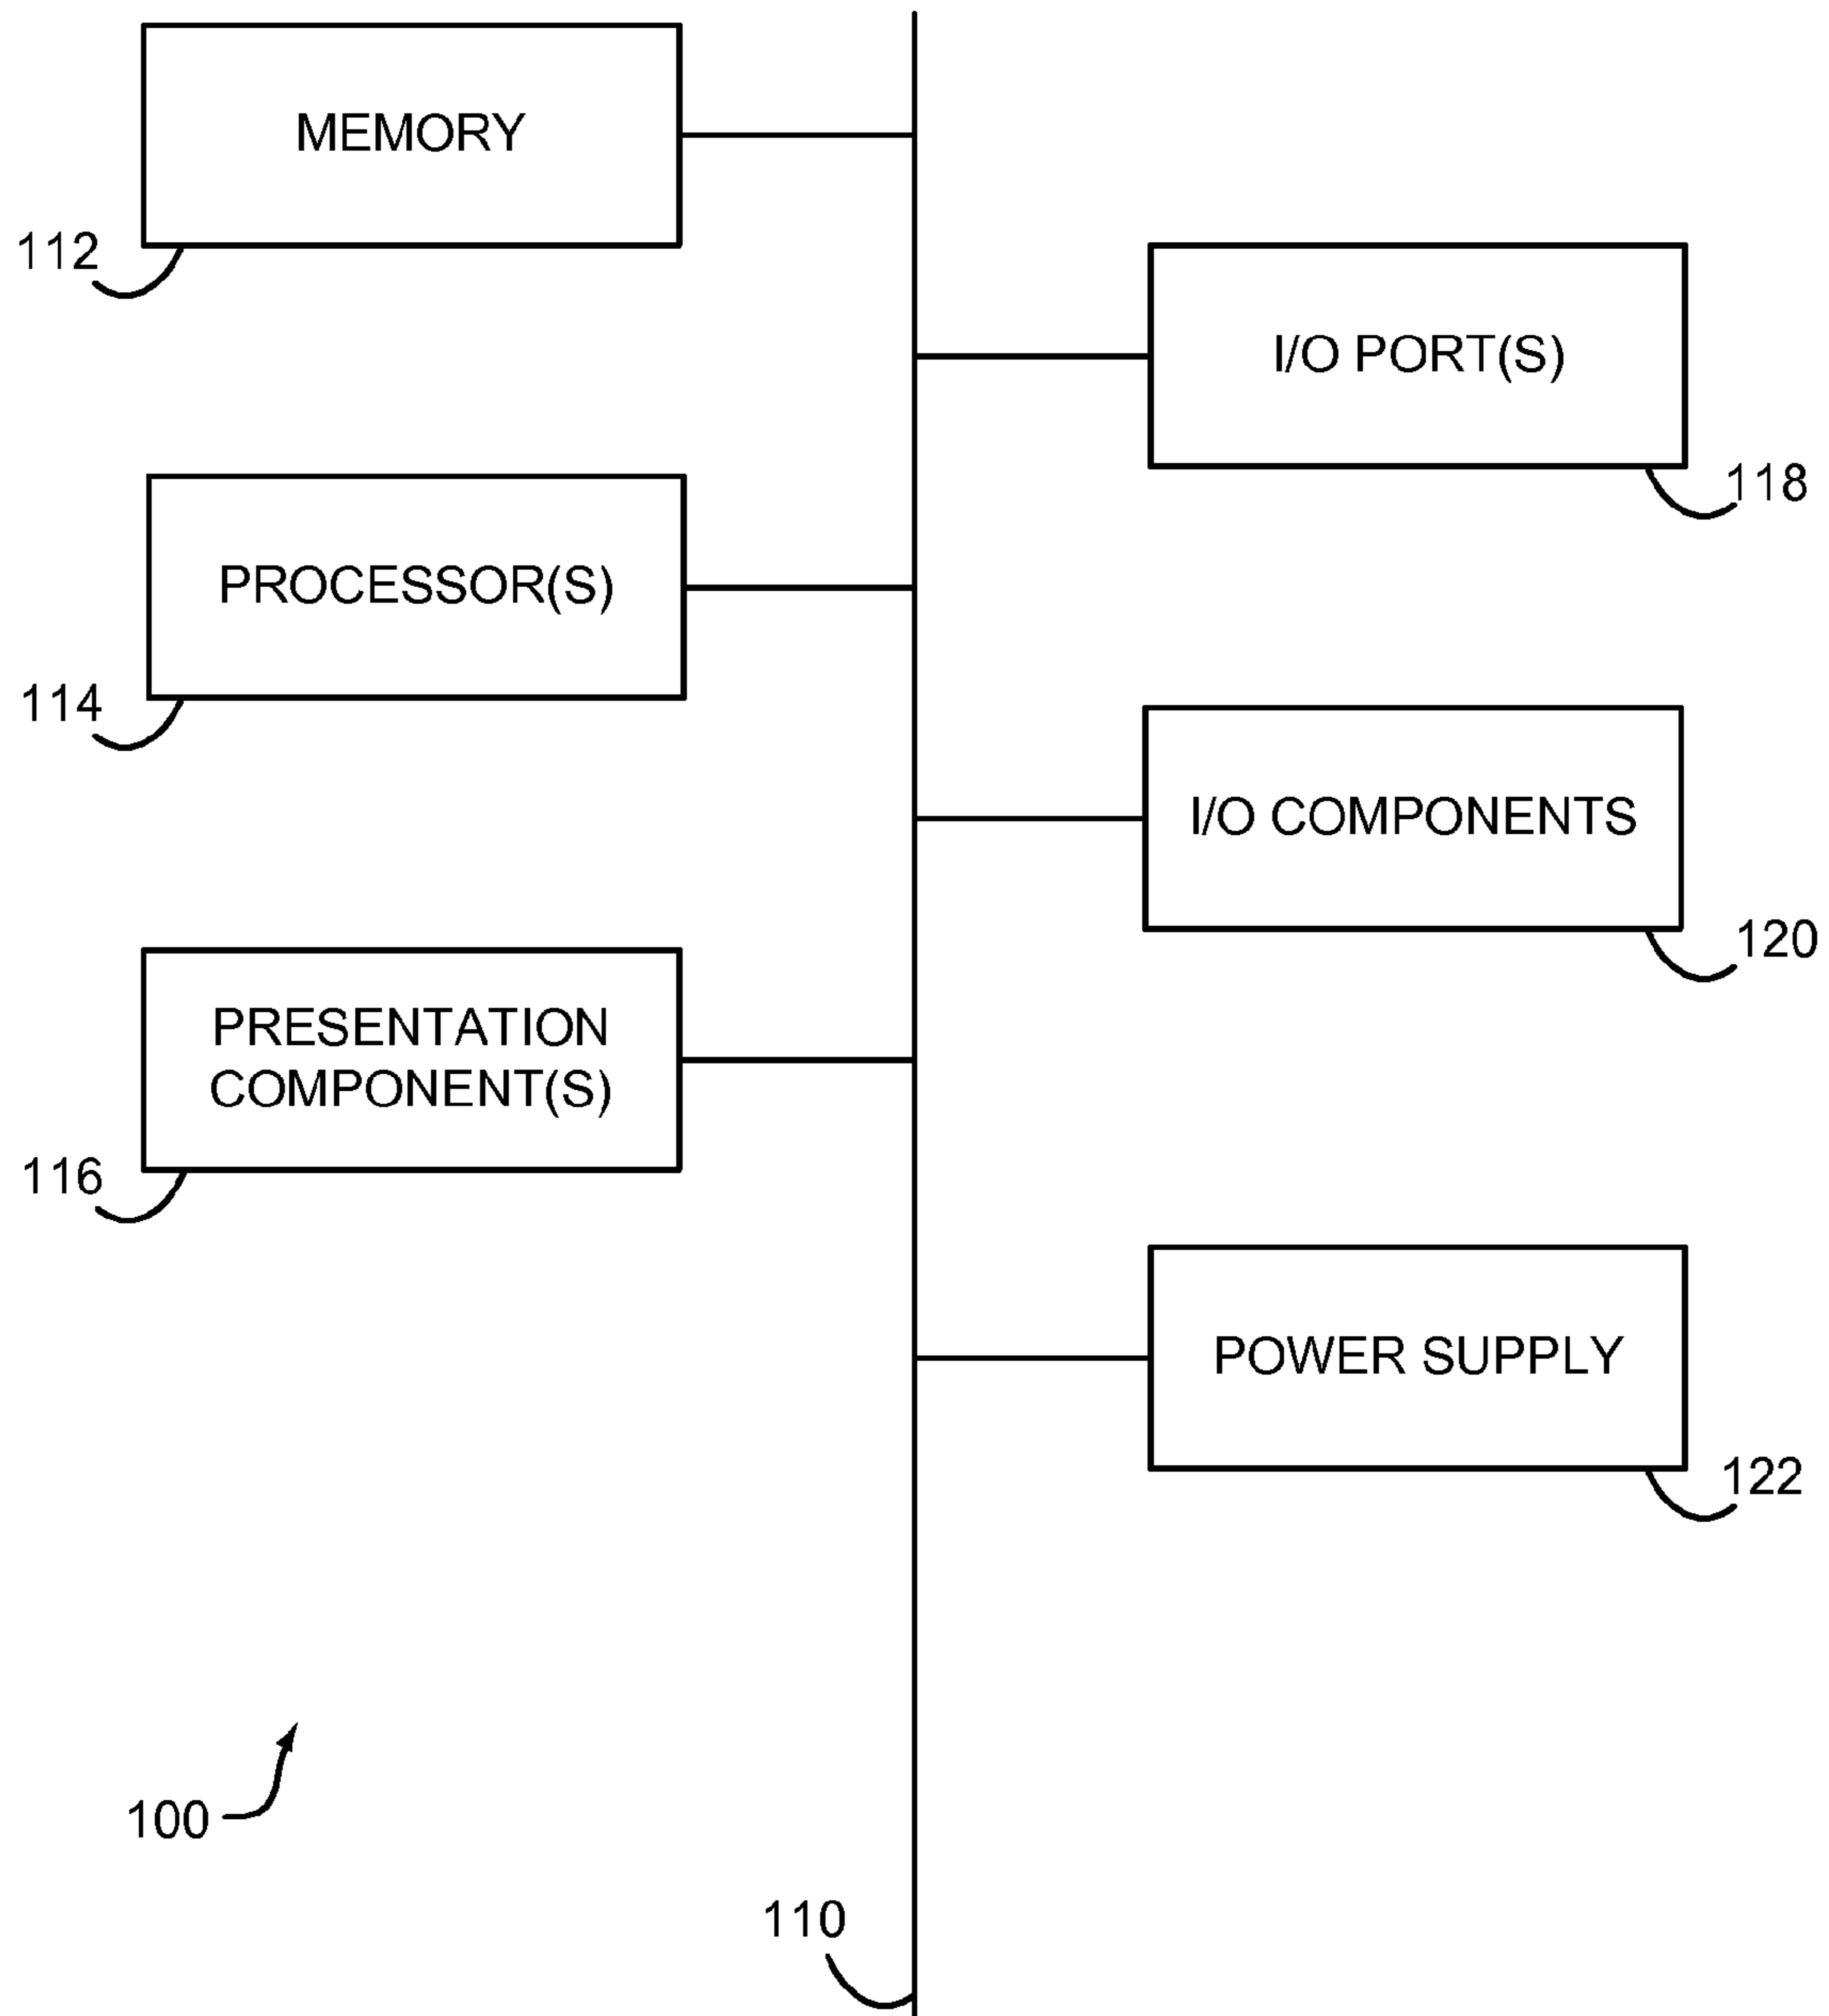 MEMORY
112
I/O PORT(S)
118
PROCESSOR(S)
114
I/O COMPONENTS
120
PRESENTATION
COMPONENT(S)
116
POWER SUPPLY
122
100
110